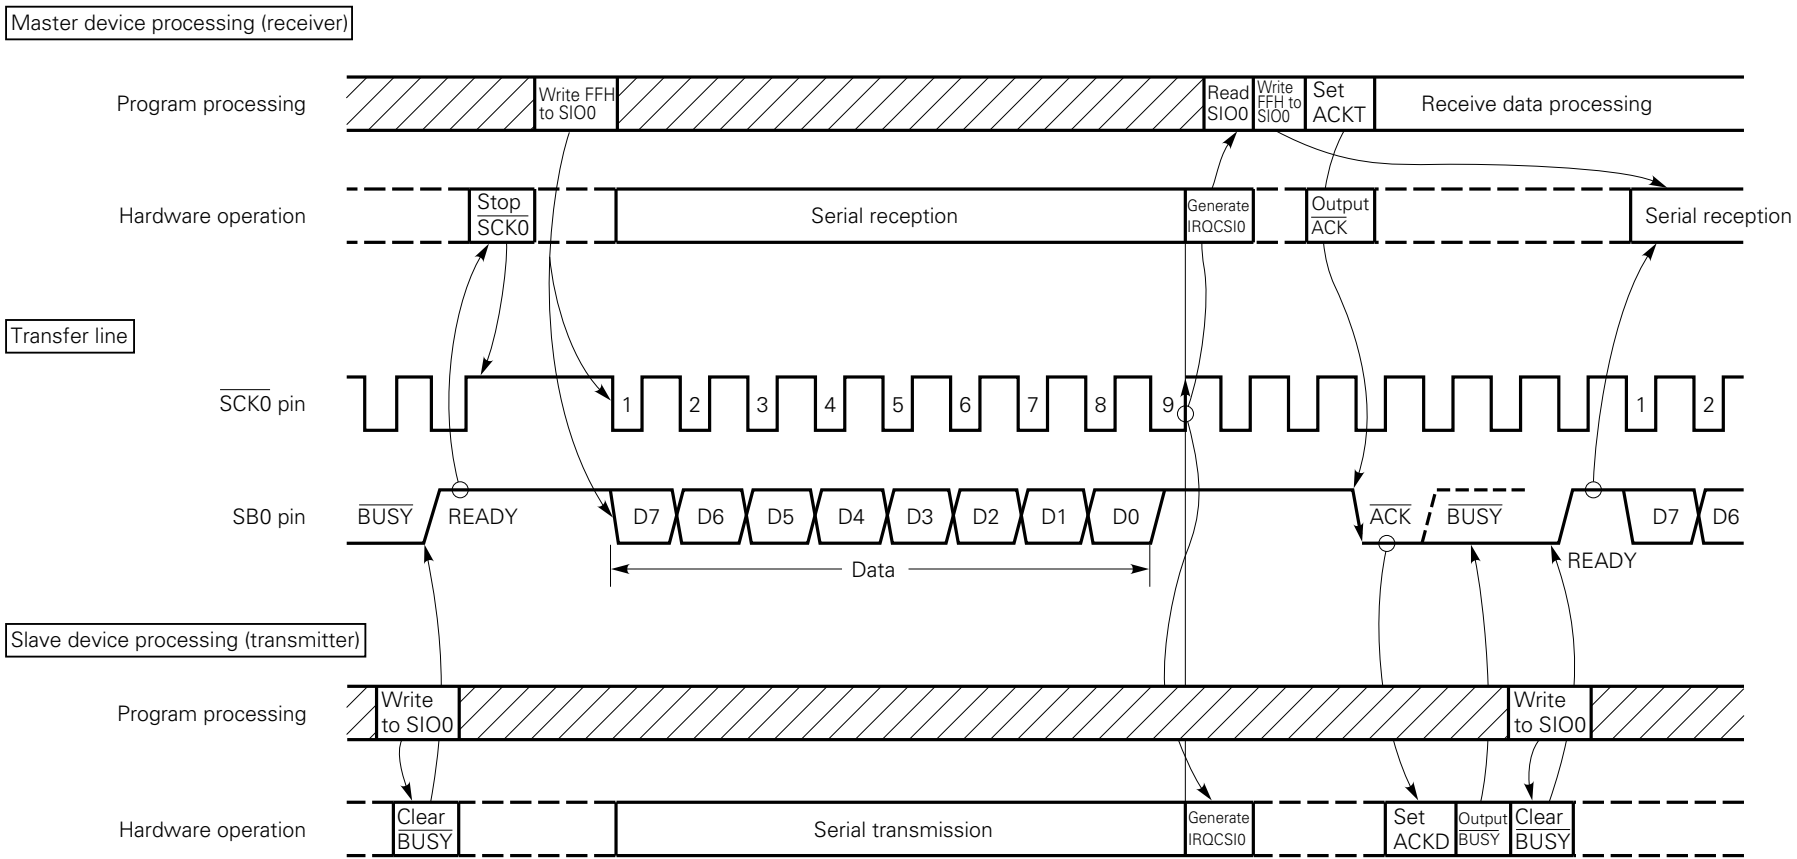 Master device processing (receiver)
Program processing
Write FFH
to SIO0
Read
SIO0
Write
FFH to
SIO0
Set
ACKT
Receive data processing
Hardware operation
Stop
SCK0
Serial reception
Generate
IRQCSI0
Output
ACK
Serial reception
Transfer line
SCK0 pin
1 2 3 4 5 6 7 8 9 1 2
SB0 pin
BUSY READY D7 D6 D5 D4 D3 D2 D1 D0 ACK BUSY READY D7 D6
Data
Slave device processing (transmitter)
Program processing
Write
to SIO0
Write
to SIO0
Hardware operation
Clear
BUSY
Serial transmission
Generate
IRQCSI0
Set
ACKD
Output
BUSY
Clear
BUSY